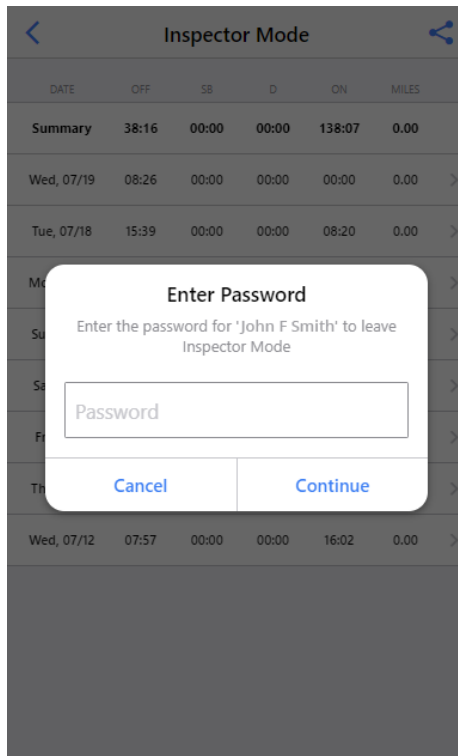 Inspector Mode
DATE OFF SB D ON MILES
Summary 38:16 00:00 00:00 138:07 0.00
Wed, 07/19 08:26 00:00 00:00 00:00 0.00
Tue, 07/18 15:39 00:00 00:00 08:20 0.00
Enter Password
Enter the password for 'John F Smith' to leave
Inspector Mode
Password
Cancel Continue
Wed, 07/12 07:57 00:00 00:00 16:02 0.00